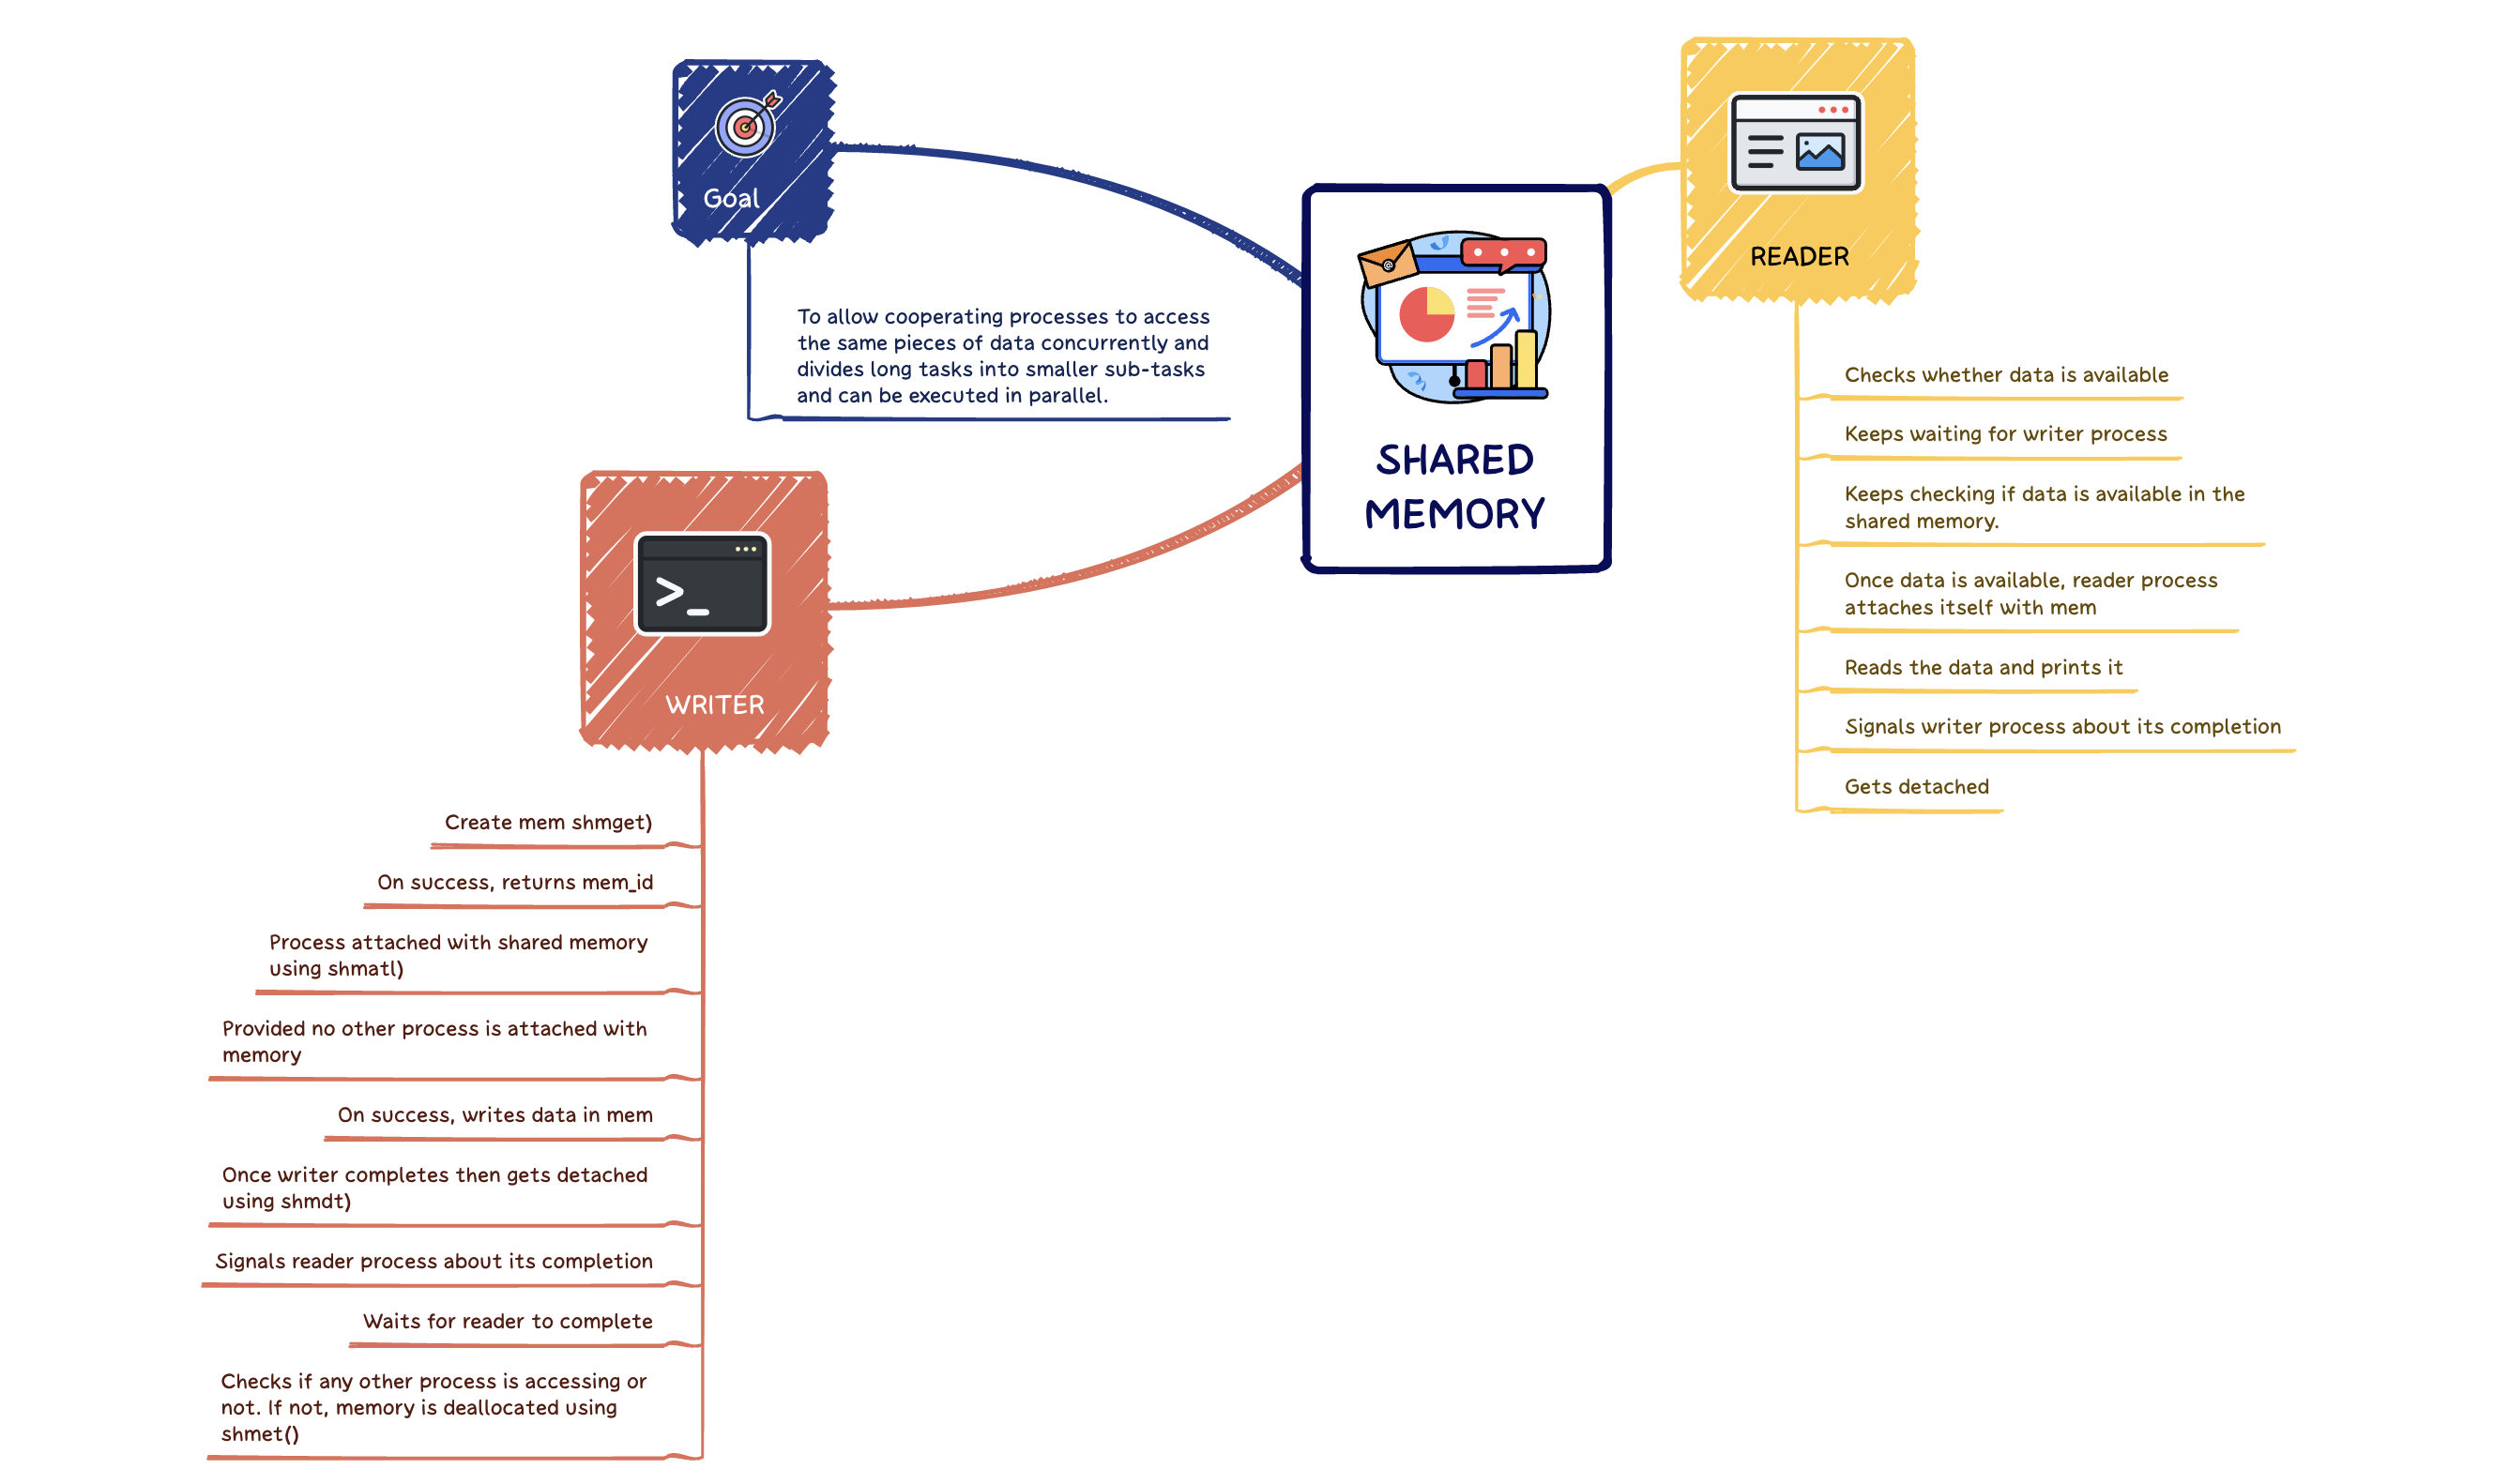 Goal
To allow cooperating processes to access
the same pieces of data concurrently and
divides long tasks into smaller sub-tasks
and can be executed in parallel.
SHARED
MEMORY
READER
Checks whether data is available
Keeps waiting for writer process
Keeps checking if data is available in the
shared memory.
Once data is available, reader process
attaches itself with mem
Reads the data and prints it
Signals writer process about its completion
Gets detached
>_
WRITER
Create mem shmget)
On success, returns mem_id
Process attached with shared memory
using shmatl)
Provided no other process is attached with
memory
On success, writes data in mem
Once writer completes then gets detached
using shmdt)
Signals reader process about its completion
Waits for reader to complete
Checks if any other process is accessing or
not. If not, memory is deallocated using
shmet()